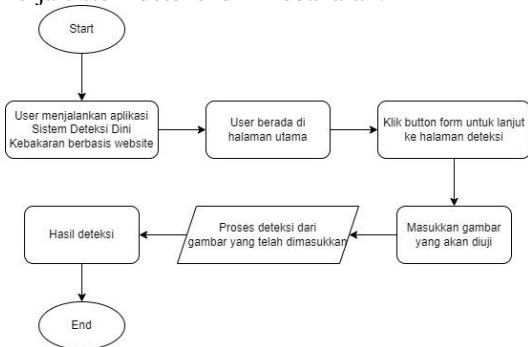 Start
User menjalankan aplikasi
Sistem Deteksi Dini
Kebakaran berbasis website
User berada di
halaman utama
Klik button form untuk lanjut
ke halaman deteksi
Masukkan gambar
yang akan diuji
Proses deteksi dari
gambar yang telah dimasukkan
Hasil deteksi
End